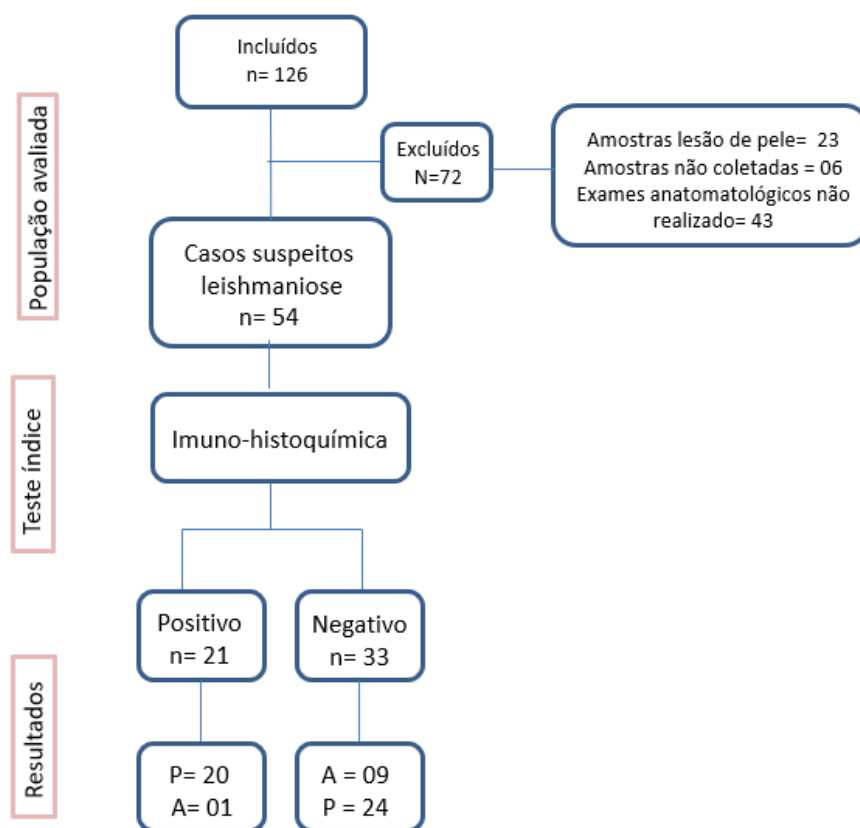 Incluídos
n= 126
População avaliada
Excluídos
N=72
Amostras lesão de pele= 23
Amostras não coletadas = 06
Exames anatomatológicos não
realizado= 43
Casos suspeitos
leishmaniose
n= 54
Teste índice
Imuno-histoquímica
Positivo
n= 21
Negativo
n= 33
Resultados
P= 20
A= 01
A = 09
P = 24